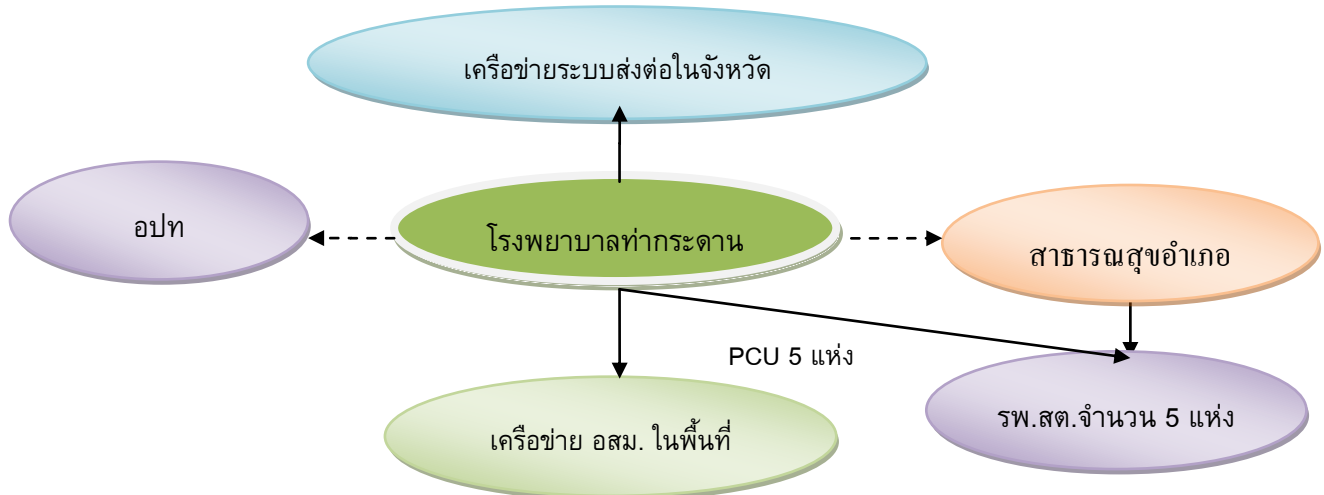 เครือข่ายระบบส่งต่อในจังหวัด
อปท
โรงพยาบาลท่ากระดาน
สาธารณสุขอำเภอ
PCU 5 แห่ง
รพ.สต.จำนวน 5 แห่ง
เครือข่าย อสม. ในพื้นที่